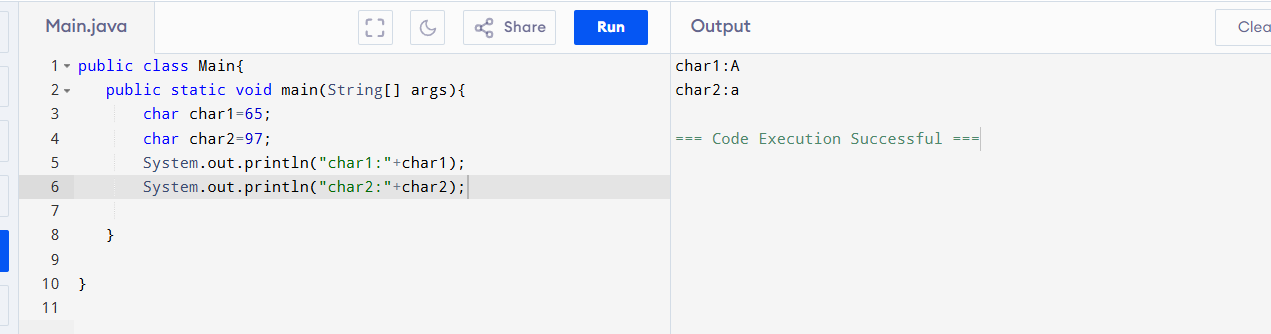 Main.java Share Run Output Clea
1 public class Main{ char1:A
2 public static void main(String[] args){ char2:a
3 char char1=65;
4 char char2=97; === Code Execution Successful ===
5 System.out.println("char1:"+char1);
6 System.out.println("char2:"+char2);
7
8 }
9
10 }
11